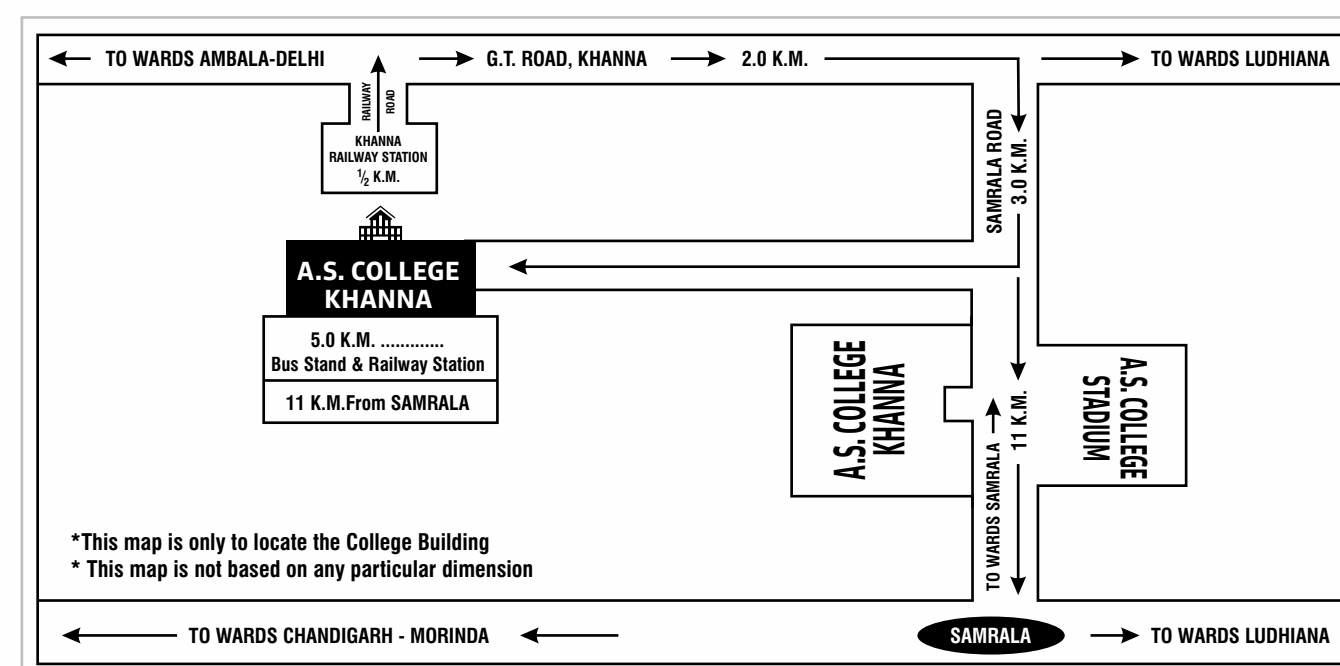 TO WARDS AMBALA-DELHI
G.T. ROAD, KHANNA
2.0 K.M.
TO WARDS LUDHIANA
RAILWAY
ROAD
KHANNA
RAILWAY STATION
½ K.M.
SAMRALA ROAD
3.0 K.M.
A.S. COLLEGE
KHANNA
5.0 K.M. .............
Bus Stand & Railway Station
11 K.M.From SAMRALA
A.S. COLLEGE
KHANNA
TO WARDS SAMRALA
11 K.M.
A.S. COLLEGE
STADIUM
*This map is only to locate the College Building
* This map is not based on any particular dimension
TO WARDS CHANDIGARH - MORINDA
SAMRALA
TO WARDS LUDHIANA